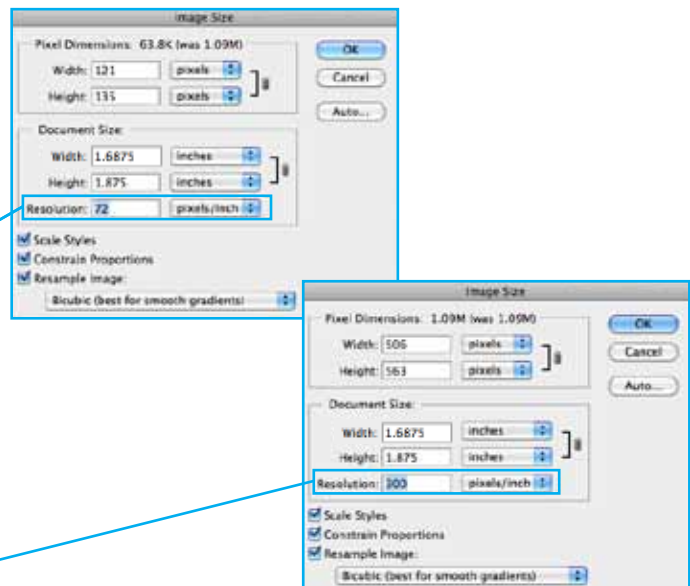 Image Size
Pixel Dimensions: 63.8K (was 1.09M)
Width: 121 pixels
Height: 135 pixels
Document Size:
Width: 1.6875 inches
Height: 1.875 inches
Resolution: 72 pixels/inch
Scale Styles
Constrain Proportions
Resample Image:
Bicubic (best for smooth gradients)
OK
Cancel
Auto...
Image Size
Pixel Dimensions: 1.09M (was 1.09M)
Width: 506 pixels
Height: 563 pixels
Document Size:
Width: 1.6875 inches
Height: 1.875 inches
Resolution: 300 pixels/inch
Scale Styles
Constrain Proportions
Resample Image:
Bicubic (best for smooth gradients)
OK
Cancel
Auto...